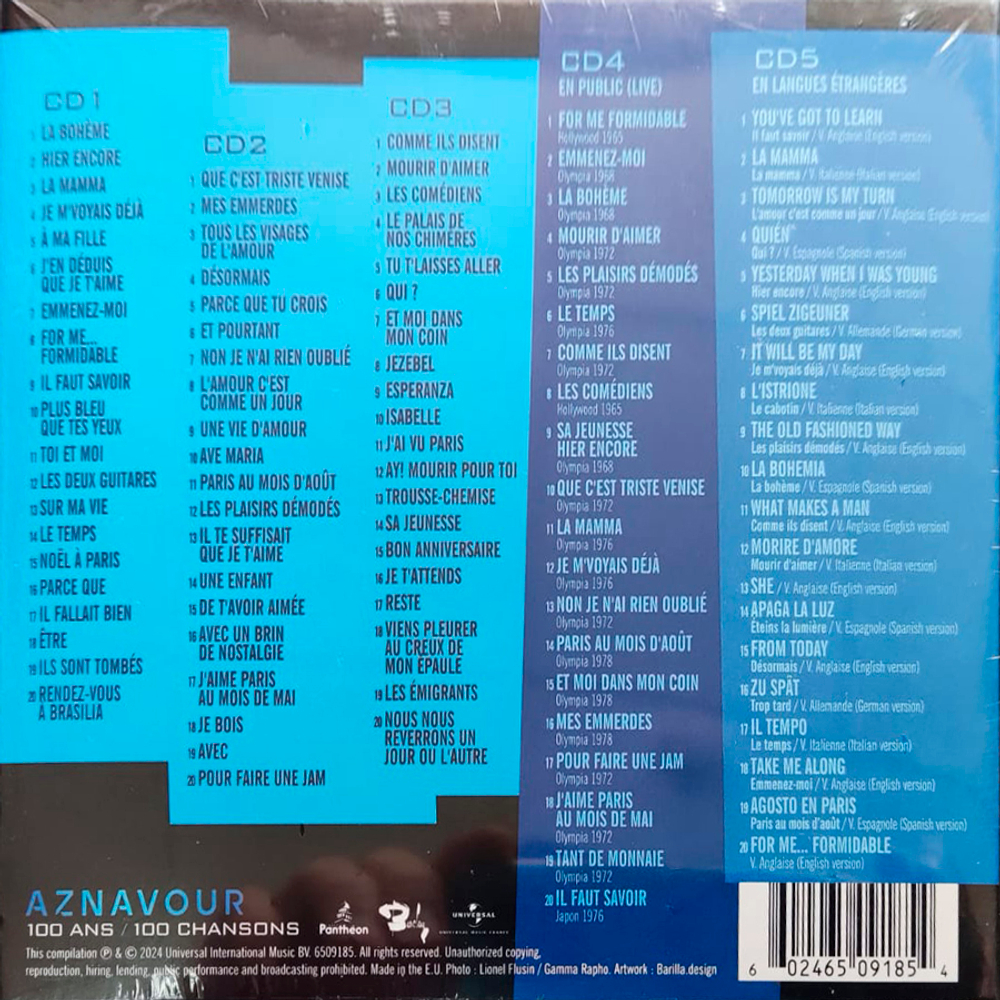 CD1
1 LA BOHÈME
2 HIER ENCORE
3 LA MAMMA
4 JE M'VOYAIS DÉJÀ
5 À MA FILLE
6 J'EN DÉDUIS
QUE JE T'AIME
7 EMMENEZ-MOI
8 FOR ME...
FORMIDABLE
9 IL FAUT SAVOIR
10 PLUS BLEU
QUE TES YEUX
11 TOI ET MOI
12 LES DEUX GUITARES
13 SUR MA VIE
14 LE TEMPS
15 NOËL À PARIS
16 PARCE QUE
17 IL FALLAIT BIEN
18 ÊTRE
19 ILS SONT TOMBÉS
20 RENDEZ-VOUS
À BRASILIA
CD2
1 QUE C'EST TRISTE VENISE
2 MES EMMERDES
3 TOUS LES VISAGES
DE L'AMOUR
4 DÉSORMAIS
5 PARCE QUE TU CROIS
6 ET POURTANT
7 NON JE N'AI RIEN OUBLIÉ
8 L'AMOUR C'EST
COMME UN JOUR
9 UNE VIE D'AMOUR
10 AVE MARIA
11 PARIS AU MOIS D'AOÛT
12 LES PLAISIRS DÉMODÉS
13 IL TE SUFFISAIT
QUE JE T'AIME
14 UNE ENFANT
15 DE T'AVOIR AIMÉE
16 AVEC UN BRIN
DE NOSTALGIE
17 J'AIME PARIS
AU MOIS DE MAI
18 JE BOIS
19 AVEC
20 POUR FAIRE UNE JAM
CD3
1 COMME ILS DISENT
2 MOURIR D'AIMER
3 LES COMÉDIENS
4 LE PALAIS DE
NOS CHIMÈRES
5 TU T'LAISSES ALLER
6 QUI ?
7 ET MOI DANS
MON COIN
8 JEZEBEL
9 ESPERANZA
10 ISABELLE
11 J'AI VU PARIS
12 AY! MOURIR POUR TOI
13 TROUSSE-CHEMISE
14 SA JEUNESSE
15 BON ANNIVERSAIRE
16 JE T'ATTENDS
17 RESTE
18 VIENS PLEURER
AU CREUX DE
MON ÉPAULE
19 LES ÉMIGRANTS
20 NOUS NOUS
REVERRONS UN
JOUR OU L'AUTRE
CD4
EN PUBLIC (LIVE)
1 FOR ME FORMIDABLE
Hollywood 1965
2 EMMENEZ-MOI
Olympia 1968
3 LA BOHÈME
Olympia 1968
4 MOURIR D'AIMER
Olympia 1972
5 LES PLAISIRS DÉMODÉS
Olympia 1972
6 LE TEMPS
Olympia 1976
7 COMME ILS DISENT
Olympia 1972
8 LES COMÉDIENS
Hollywood 1965
9 SA JEUNESSE
HIER ENCORE
Olympia 1968
10 QUE C'EST TRISTE VENISE
Olympia 1972
11 LA MAMMA
Olympia 1976
12 JE M'VOYAIS DÉJÀ
Olympia 1976
13 NON JE N'AI RIEN OUBLIÉ
Olympia 1972
14 PARIS AU MOIS D'AOÛT
Olympia 1978
15 ET MOI DANS MON COIN
Olympia 1978
16 MES EMMERDES
Olympia 1978
17 POUR FAIRE UNE JAM
Olympia 1972
18 J'AIME PARIS
AU MOIS DE MAI
Olympia 1972
19 TANT DE MONNAIE
Olympia 1972
20 IL FAUT SAVOIR
Japon 1976
CD5
EN LANGUES ÉTRANGÈRES
1 YOU'VE GOT TO LEARN
Il faut savoir / V. Anglaise (English version)
2 LA MAMMA
La mamma / V. Italienne (Italian version)
3 TOMORROW IS MY TURN
L'amour c'est comme un jour / V. Anglaise (English version)
4 QUIÉN
Qui ? / V. Espagnole (Spanish version)
5 YESTERDAY WHEN I WAS YOUNG
Hier encore / V. Anglaise (English version)
6 SPIEL ZIGEUNER
Les deux guitares / V. Allemande (German version)
7 IT WILL BE MY DAY
Je m'voyais déjà / V. Anglaise (English version)
8 L'ISTRIONE
Le cabotin / V. Italienne (Italian version)
9 THE OLD FASHIONED WAY
Les plaisirs démodés / V. Anglaise (English version)
10 LA BOHEMIA
La bohème / V. Espagnole (Spanish version)
11 WHAT MAKES A MAN
Comme ils disent / V. Anglaise (English version)
12 MORIRE D'AMORE
Mourir d'aimer / V. Italienne (Italian version)
13 SHE / V. Anglaise (English version)
14 APAGA LA LUZ
Éteins la lumière / V. Espagnole (Spanish version)
15 FROM TODAY
Désormais / V. Anglaise (English version)
16 ZU SPÄT
Trop tard / V. Allemande (German version)
17 IL TEMPO
Le temps / V. Italienne (Italian version)
18 TAKE ME ALONG
Emmenez-moi / V. Anglaise (English version)
19 AGOSTO EN PARIS
Paris au mois d'août / V. Espagnole (Spanish version)
20 FOR ME... FORMIDABLE
V. Anglaise (English version)
AZNAVOUR
100 ANS / 100 CHANSONS
Panthéon
Barclay
UNIVERSAL
UNIVERSAL MUSIC FRANCE
This compilation ℗ & © 2024 Universal International Music BV. 6509185. All rights reserved. Unauthorized copying,
reproduction, hiring, lending, public performance and broadcasting prohibited. Made in the E.U. Photo : Lionel Flusin / Gamma Rapho. Artwork : Barilla.design
6 02465 09185 4